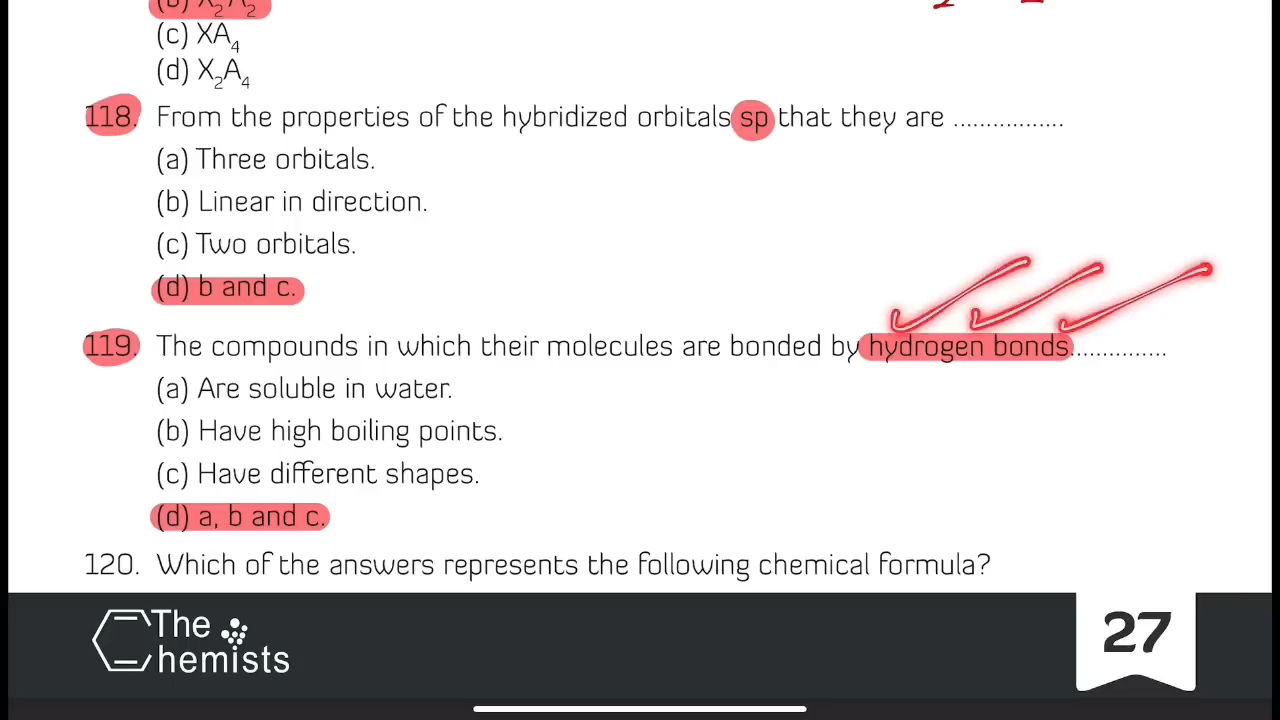 (b) X₂A₂
(c) XA₄
(d) X₂A₄
118. From the properties of the hybridized orbitals sp that they are .................
(a) Three orbitals.
(b) Linear in direction.
(c) Two orbitals.
(d) b and c.
119. The compounds in which their molecules are bonded by hydrogen bonds...............
(a) Are soluble in water.
(b) Have high boiling points.
(c) Have different shapes.
(d) a, b and c.
120. Which of the answers represents the following chemical formula?
The
Chemists
27